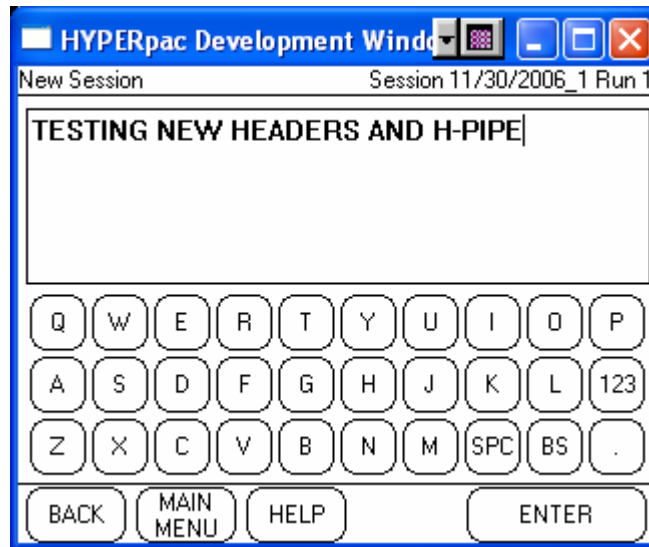 HYPERpac Development Windo
New Session Session 11/30/2006_1 Run 1
TESTING NEW HEADERS AND H-PIPE
Q W E R T Y U I O P
A S D F G H J K L 123
Z X C V B N M SPC BS .
BACK MAIN MENU HELP ENTER